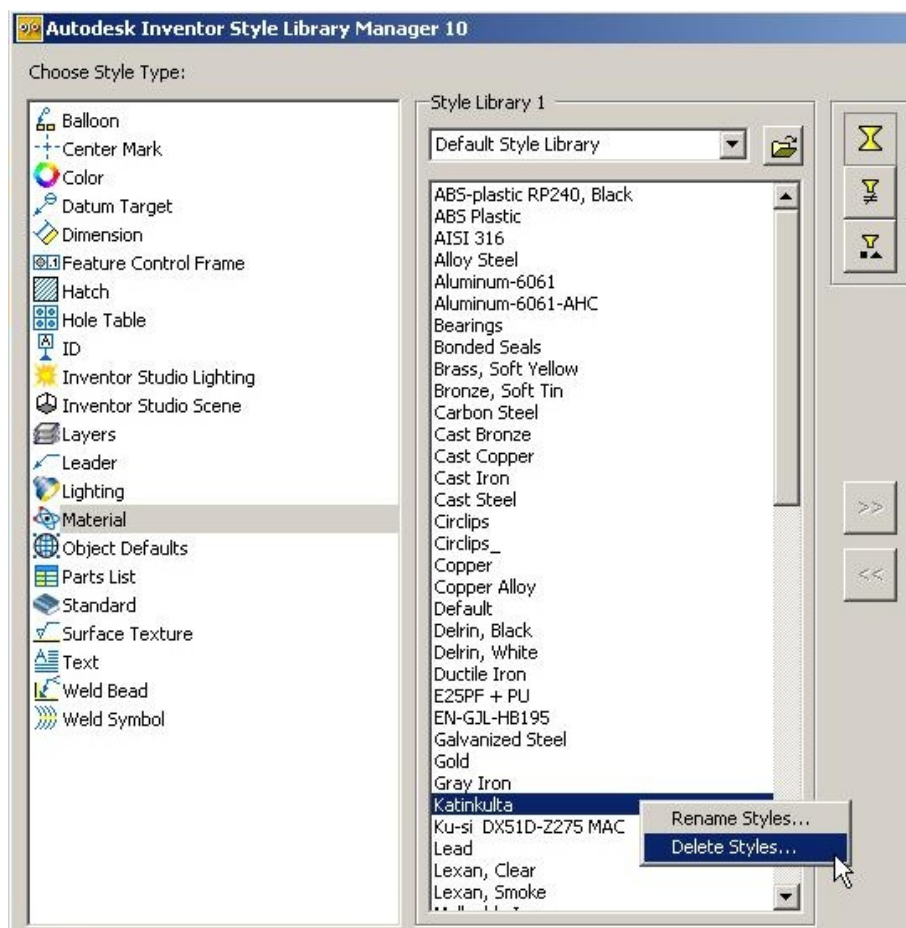 Autodesk Inventor Style Library Manager 10
Choose Style Type:
Balloon
Center Mark
Color
Datum Target
Dimension
Feature Control Frame
Hatch
Hole Table
ID
Inventor Studio Lighting
Inventor Studio Scene
Layers
Leader
Lighting
Material
Object Defaults
Parts List
Standard
Surface Texture
Text
Weld Bead
Weld Symbol
Style Library 1
Default Style Library
ABS-plastic RP240, Black
ABS Plastic
AISI 316
Alloy Steel
Aluminum-6061
Aluminum-6061-AHC
Bearings
Bonded Seals
Brass, Soft Yellow
Bronze, Soft Tin
Carbon Steel
Cast Bronze
Cast Copper
Cast Iron
Cast Steel
Circlips
Circlips_
Copper
Copper Alloy
Default
Delrin, Black
Delrin, White
Ductile Iron
E25PF + PU
EN-GJL-HB195
Galvanized Steel
Gold
Gray Iron
Katinkulta
Ku-si DX51D-Z275 MAC
Lead
Lexan, Clear
Lexan, Smoke
Rename Styles...
Delete Styles...
>>
<<